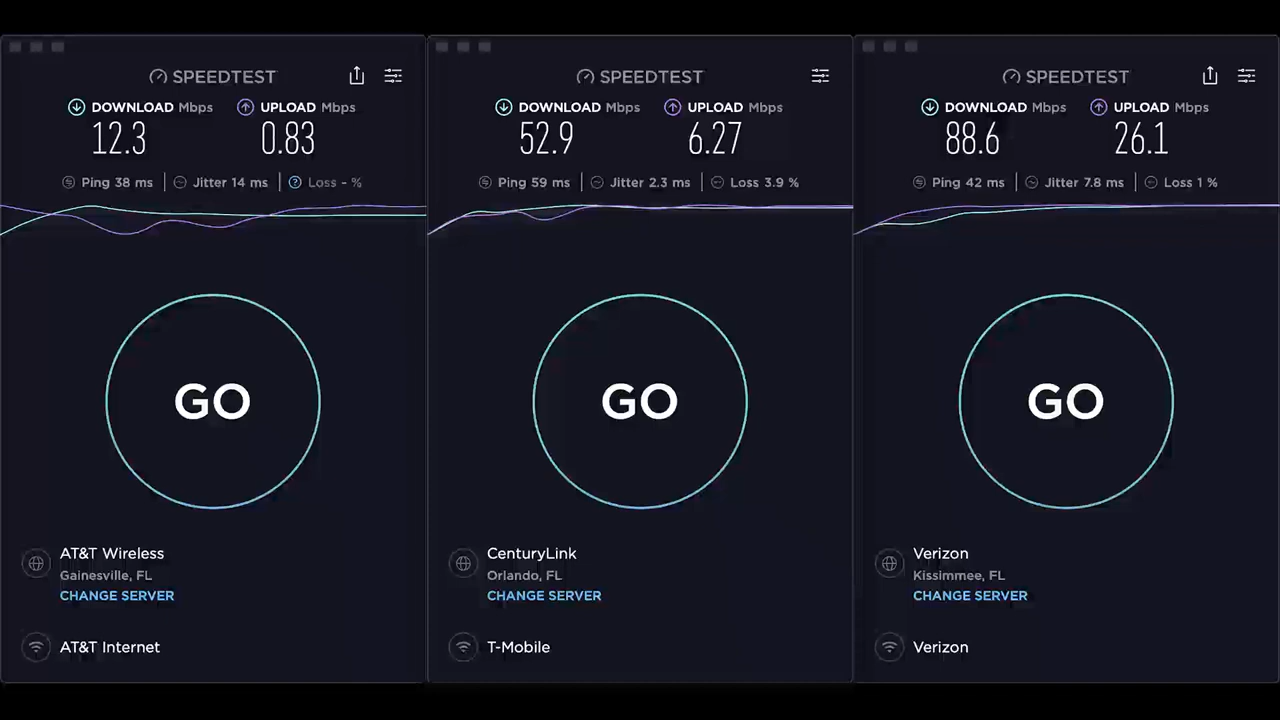 SPEEDTEST
DOWNLOAD Mbps UPLOAD Mbps
12.3 0.83
Ping 38 ms Jitter 14 ms ? Loss - %
GO
AT&T Wireless
Gainesville, FL
CHANGE SERVER
AT&T Internet
SPEEDTEST
DOWNLOAD Mbps UPLOAD Mbps
52.9 6.27
Ping 59 ms Jitter 2.3 ms Loss 3.9 %
GO
CenturyLink
Orlando, FL
CHANGE SERVER
T-Mobile
SPEEDTEST
DOWNLOAD Mbps UPLOAD Mbps
88.6 26.1
Ping 42 ms Jitter 7.8 ms Loss 1 %
GO
Verizon
Kissimmee, FL
CHANGE SERVER
Verizon